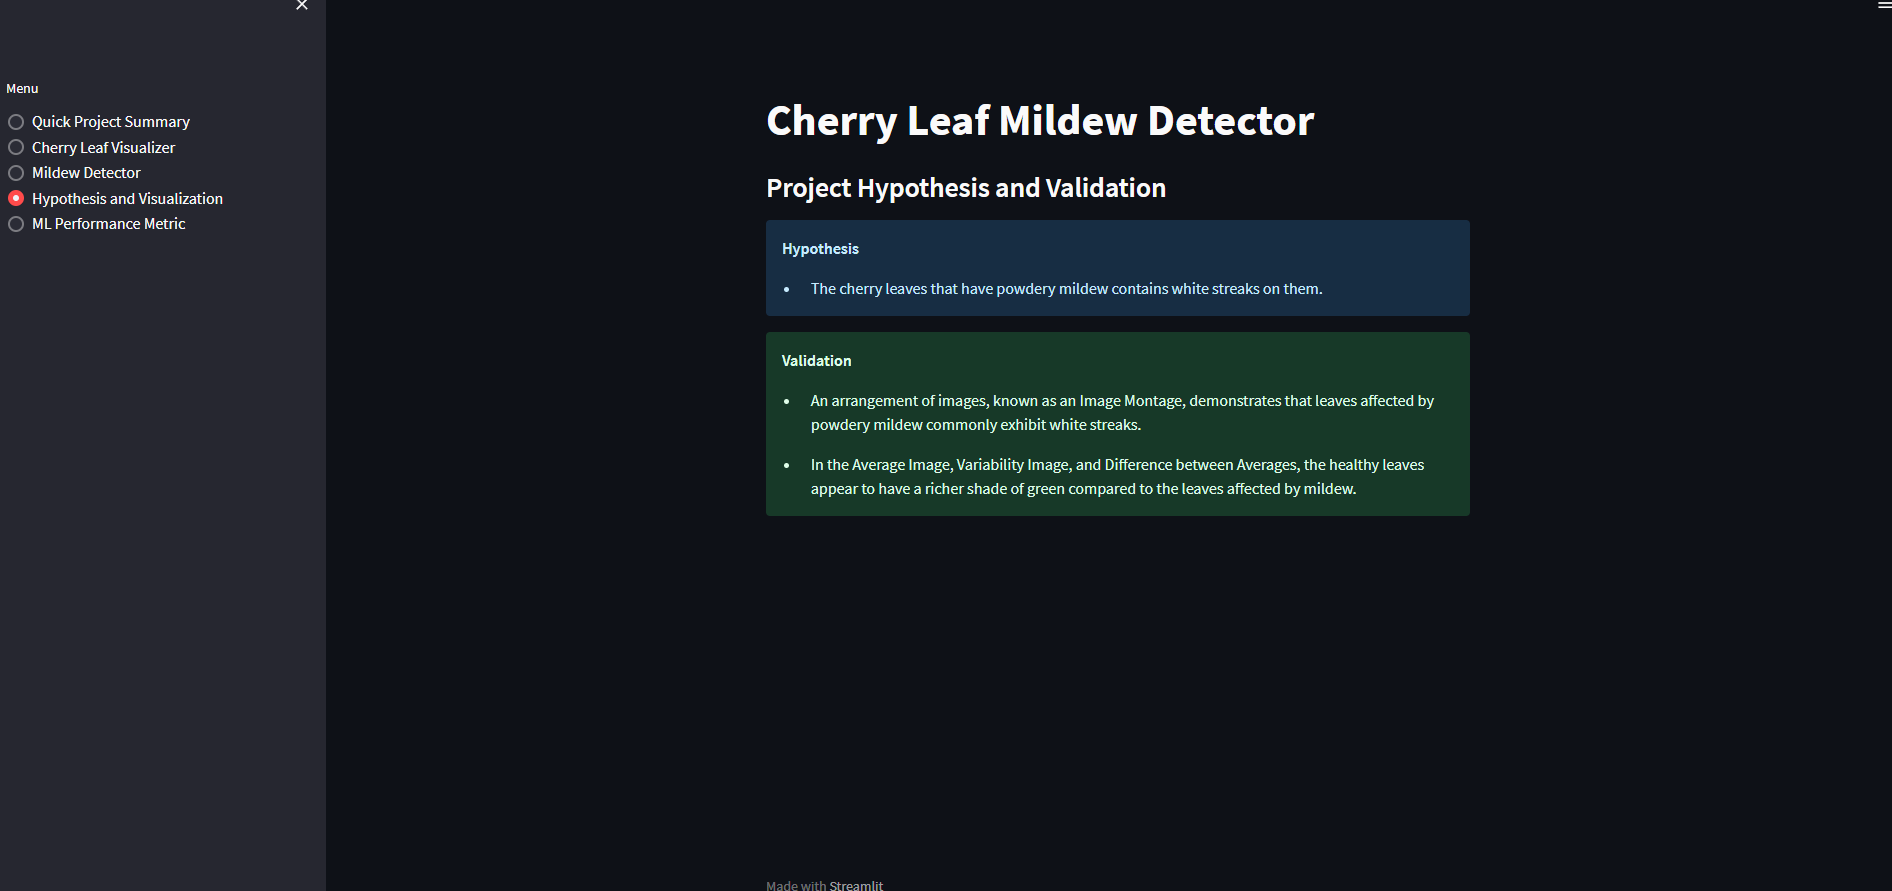 Menu
Quick Project Summary
Cherry Leaf Visualizer
Mildew Detector
Hypothesis and Visualization
ML Performance Metric
Cherry Leaf Mildew Detector
Project Hypothesis and Validation
Hypothesis
• The cherry leaves that have powdery mildew contains white streaks on them.
Validation
• An arrangement of images, known as an Image Montage, demonstrates that leaves affected by
powdery mildew commonly exhibit white streaks.
• In the Average Image, Variability Image, and Difference between Averages, the healthy leaves
appear to have a richer shade of green compared to the leaves affected by mildew.
Made with Streamlit